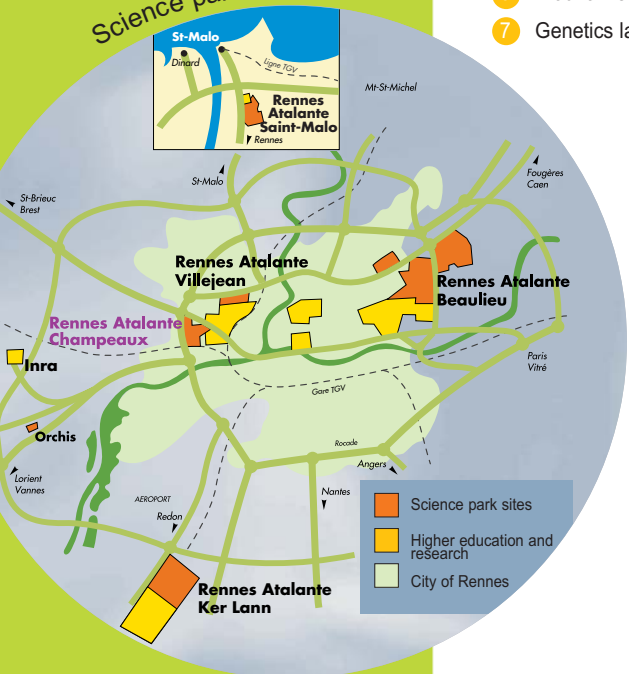 Science pa
7 Genetics la
St-Malo
Dinard
Ligne TGV
Rennes
Atalante
Saint-Malo
Rennes
Mt-St-Michel
St-Malo
Fougères
Caen
St-Brieuc
Brest
Rennes Atalante
Villejean
Rennes Atalante
Beaulieu
Rennes Atalante
Champeaux
Inra
Paris
Vitré
Gare TGV
Orchis
Rocade
Angers
Lorient
Vannes
AEROPORT
Redon
Nantes
Science park sites
Higher education and
research
City of Rennes
Rennes Atalante
Ker Lann